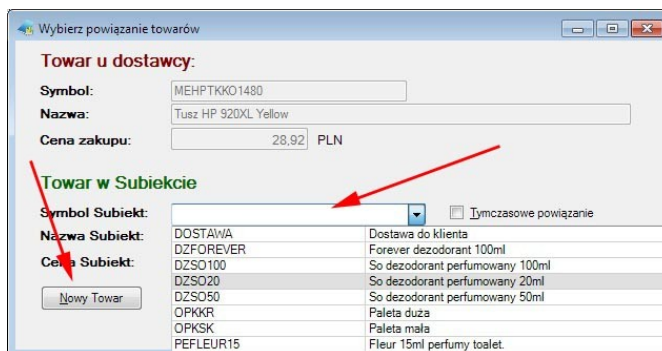 Wybierz powiązanie towarów
Towar u dostawcy:
Symbol: MEHPTKKO1480
Nazwa: Tusz HP 920XL Yellow
Cena zakupu: 28,92 PLN
Towar w Subiekcie
Symbol Subiekt: Tymczasowe powiązanie
Nazwa Subiekt:
Cena Subiekt:
Nowy Towar
DOSTAWA Dostawa do klienta
DZFOREVER Forever dezodorant 100ml
DZSO100 So dezodorant perfumowany 100ml
DZSO20 So dezodorant perfumowany 20ml
DZSO50 So dezodorant perfumowany 50ml
OPKKR Paleta duża
OPKSK Paleta mała
PEFLEUR15 Fleur 15ml perfumy toalet.